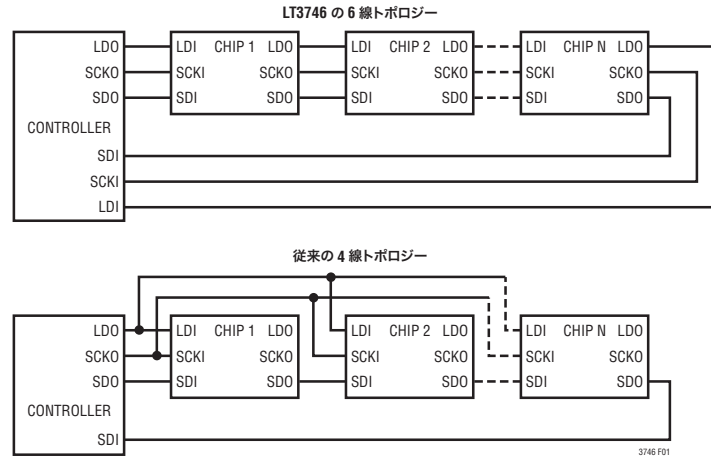 LT3746 の 6 線トポロジー
LDO LDI CHIP 1 LDO LDI CHIP 2 LDO LDI CHIP N LDO
SCKO SCKI SCKO SCKI SCKO SCKI SCKO
SDO SDI SDO SDI SDO SDI SDO
CONTROLLER
SDI
SCKI
LDI
従来の 4 線トポロジー
LDO LDI CHIP 1 LDO LDI CHIP 2 LDO LDI CHIP N LDO
SCKO SCKI SCKO SCKI SCKO SCKI SCKO
SDO SDI SDO SDI SDO SDI SDO
CONTROLLER
SDI
3746 F01